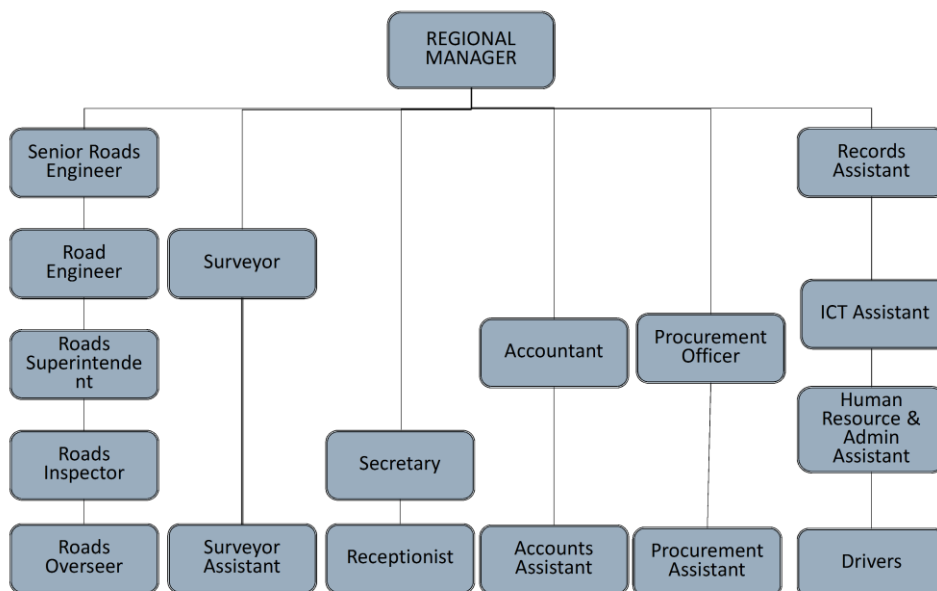 REGIONAL
MANAGER
Senior Roads
Engineer
Records
Assistant
Road
Engineer
Surveyor
ICT Assistant
Roads
Superintende
nt
Accountant
Procurement
Officer
Human
Resource &
Admin
Assistant
Roads
Inspector
Secretary
Roads
Overseer
Surveyor
Assistant
Receptionist
Accounts
Assistant
Procurement
Assistant
Drivers